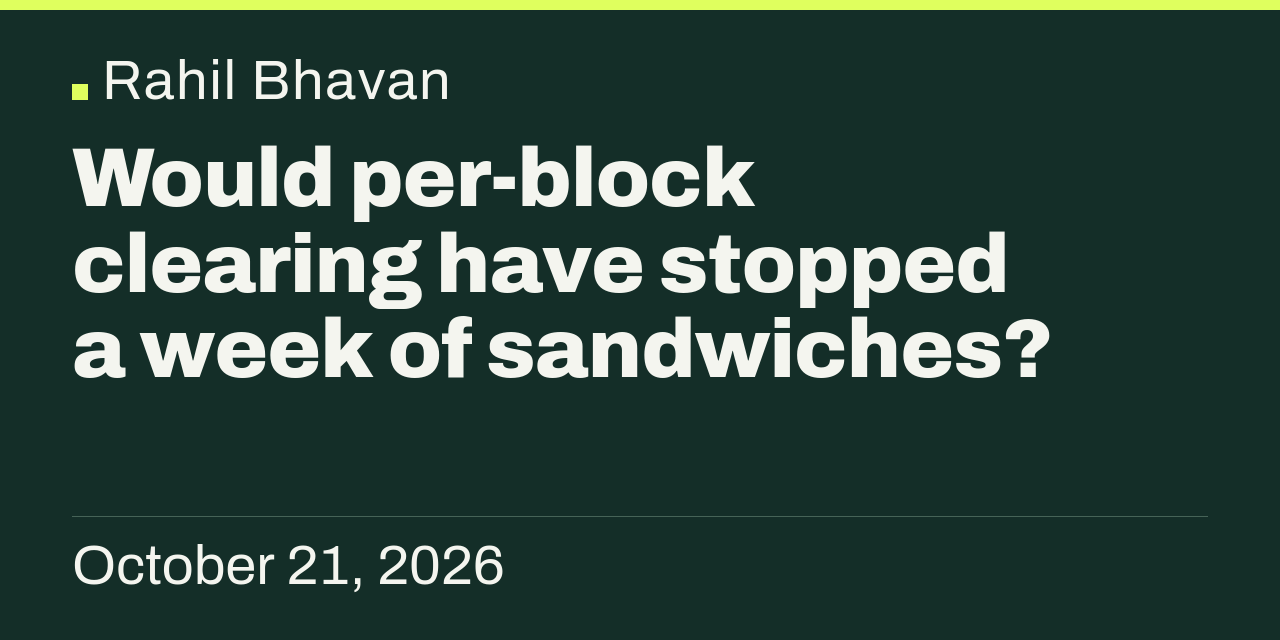 Rahil Bhavan
Would per-block
clearing have stopped
a week of sandwiches?
October 21, 2026